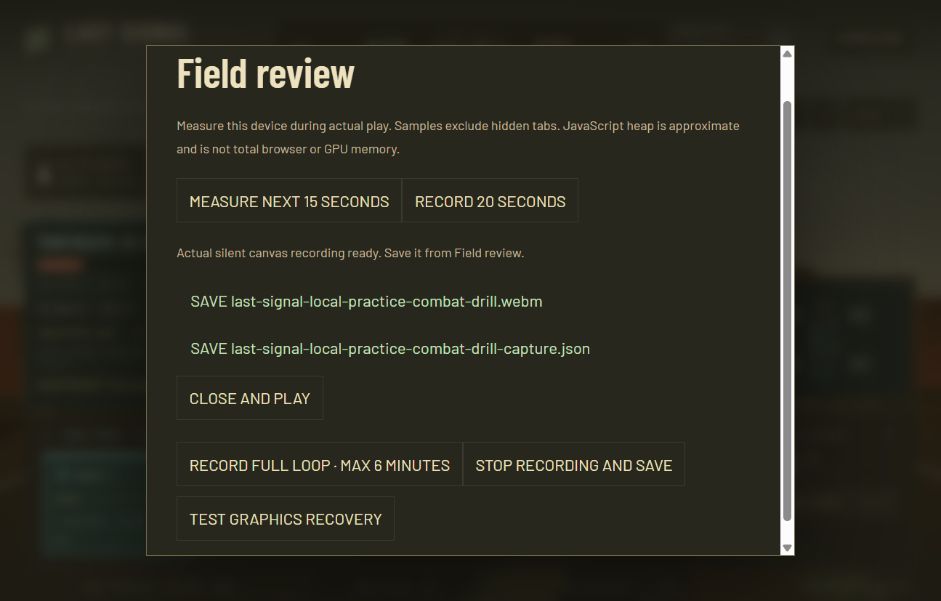 Field review
Measure this device during actual play. Samples exclude hidden tabs. JavaScript heap is approximate
and is not total browser or GPU memory.
MEASURE NEXT 15 SECONDS
RECORD 20 SECONDS
Actual silent canvas recording ready. Save it from Field review.
SAVE last-signal-local-practice-combat-drill.webm
SAVE last-signal-local-practice-combat-drill-capture.json
CLOSE AND PLAY
RECORD FULL LOOP · MAX 6 MINUTES
STOP RECORDING AND SAVE
TEST GRAPHICS RECOVERY